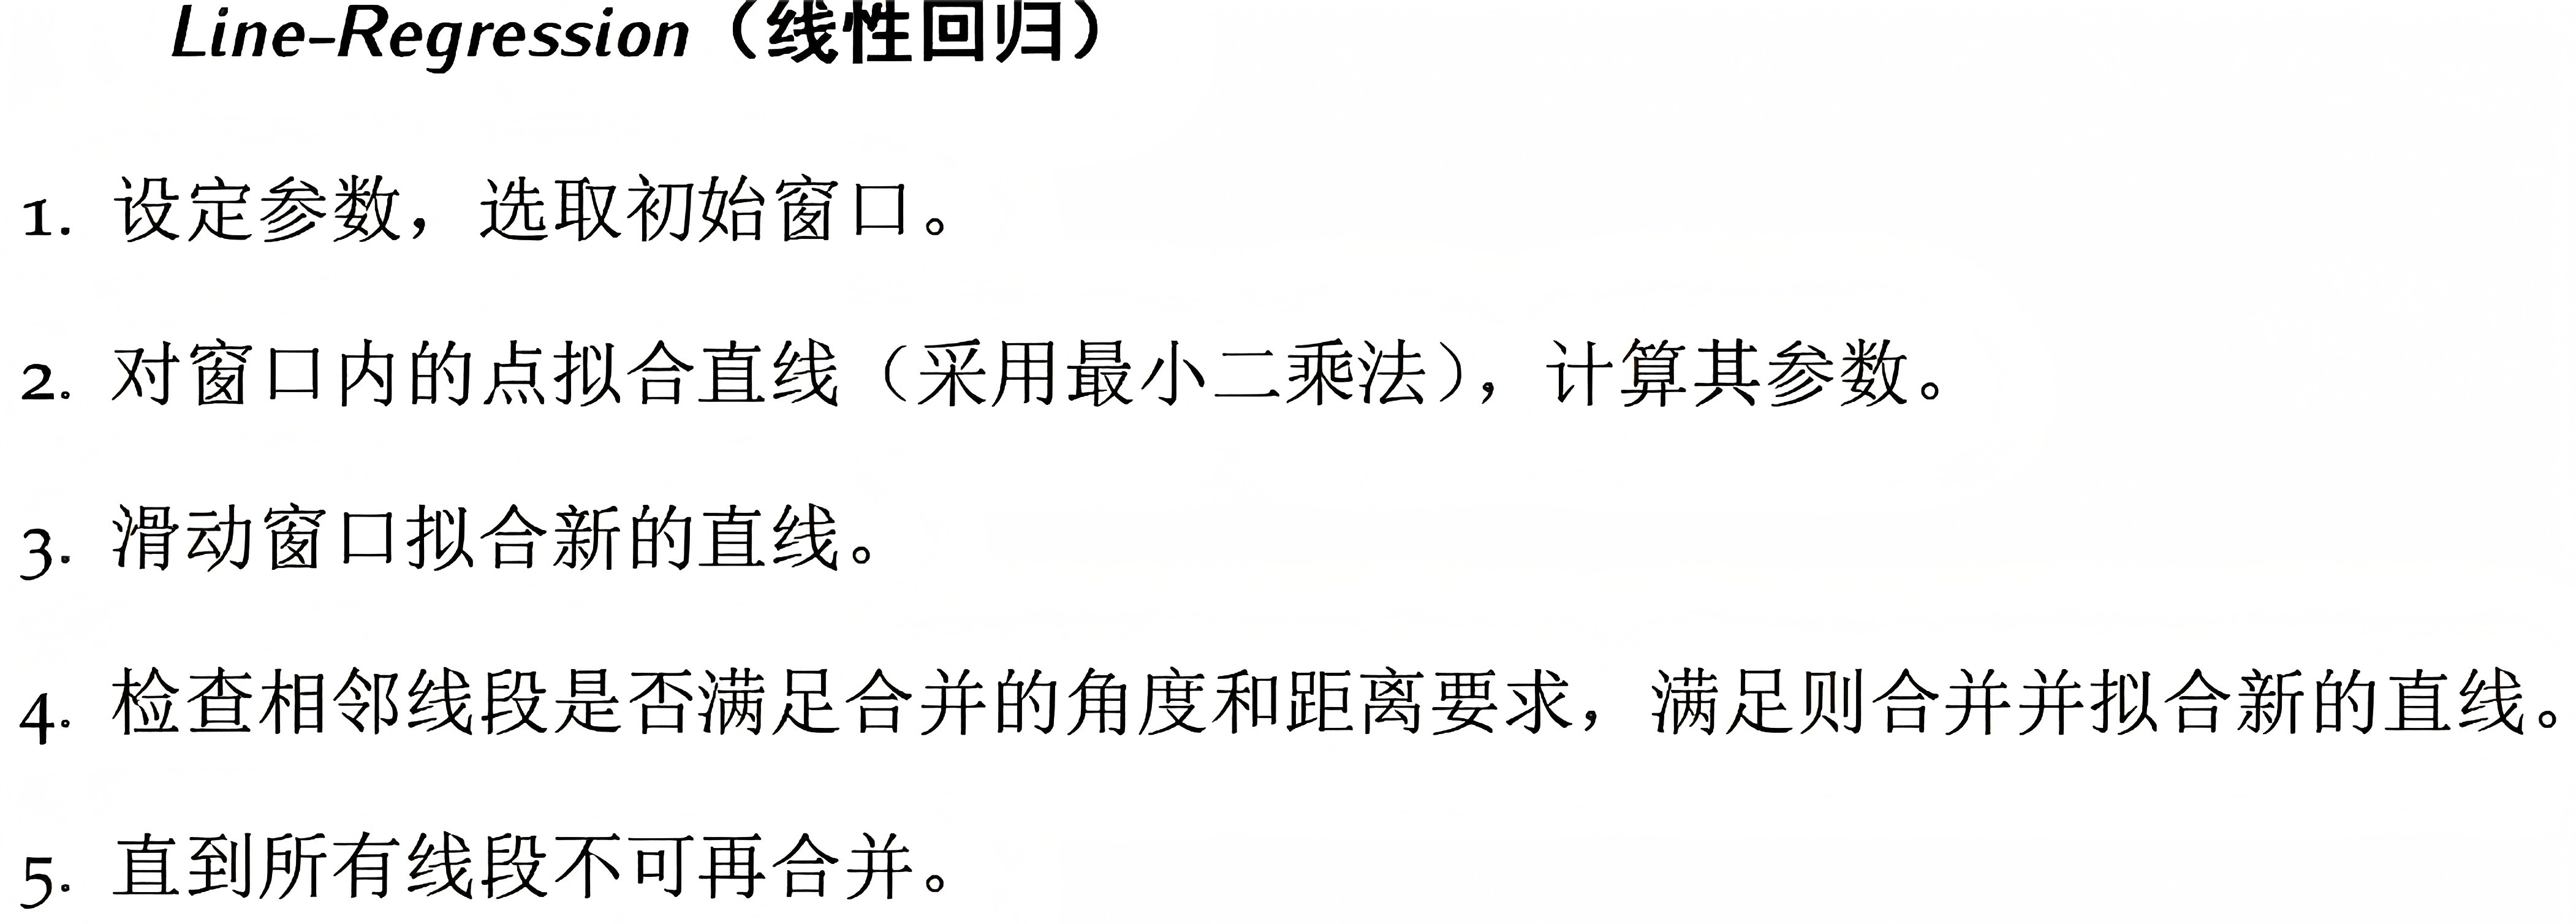 Line-Regression（线性回归）
1. 设定参数，选取初始窗口。
2. 对窗口内的点拟合直线（采用最小二乘法），计算其参数。
3. 滑动窗口拟合新的直线。
4. 检查相邻线段是否满足合并的角度和距离要求，满足则合并并拟合新的直线。
5. 直到所有线段不可再合并。